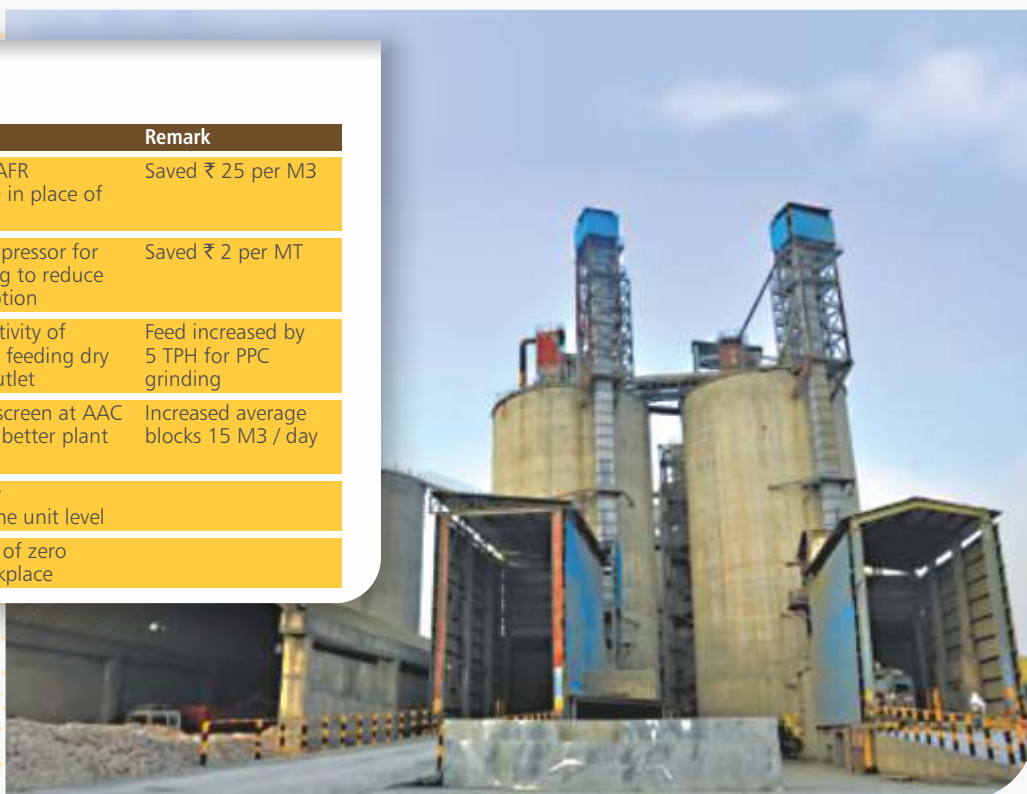 Remark
AFR
in place of
Saved ₹ 25 per M3
pressor for
g to reduce
tion
Saved ₹ 2 per MT
tivity of
feeding dry
utlet
Feed increased by
5 TPH for PPC
grinding
screen at AAC
better plant
Increased average
blocks 15 M3 / day
ne unit level
of zero
kplace